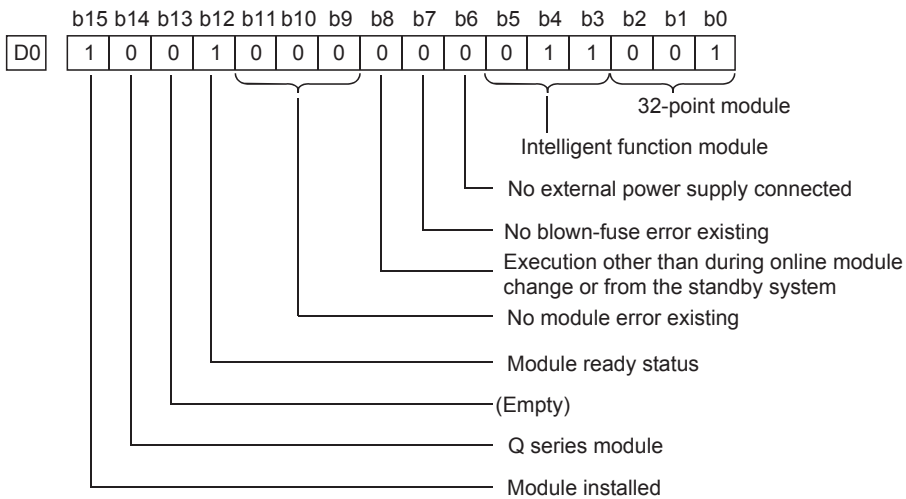 b15 b14 b13 b12 b11 b10 b9 b8 b7 b6 b5 b4 b3 b2 b1 b0
D0 1 0 0 1 0 0 0 0 0 0 0 1 1 0 0 1
32-point module
Intelligent function module
No external power supply connected
No blown-fuse error existing
Execution other than during online module
change or from the standby system
No module error existing
Module ready status
(Empty)
Q series module
Module installed